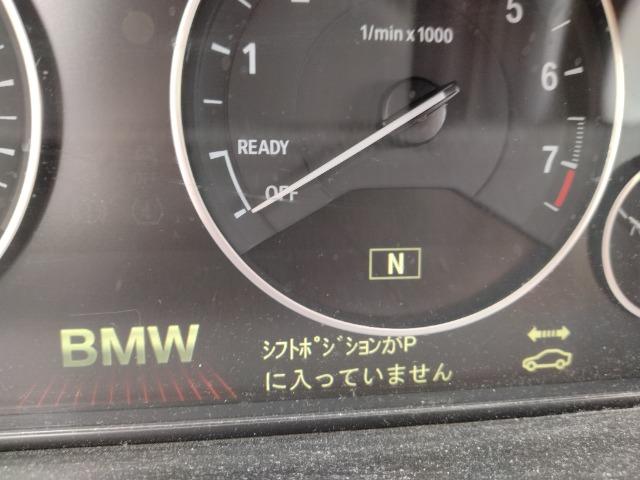 5
1/min x 1000
1
6
READY
7
OFF
N
BMW
ｼﾌﾄﾎﾟｼﾞｼｮﾝがP
に入っていません